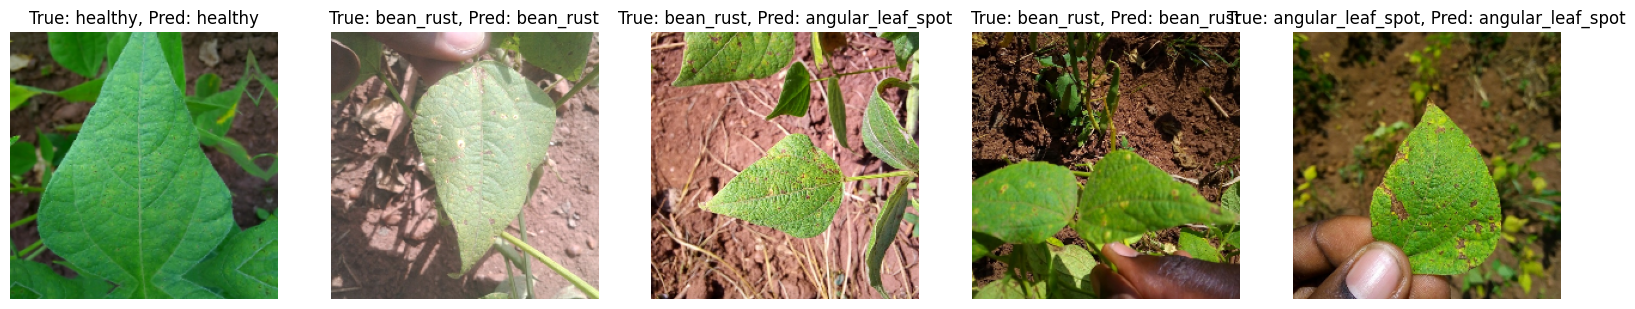 True: healthy, Pred: healthy
True: bean_rust, Pred: bean_rust
True: bean_rust, Pred: angular_leaf_spot
True: bean_rust, Pred: bean_rust
True: angular_leaf_spot, Pred: angular_leaf_spot